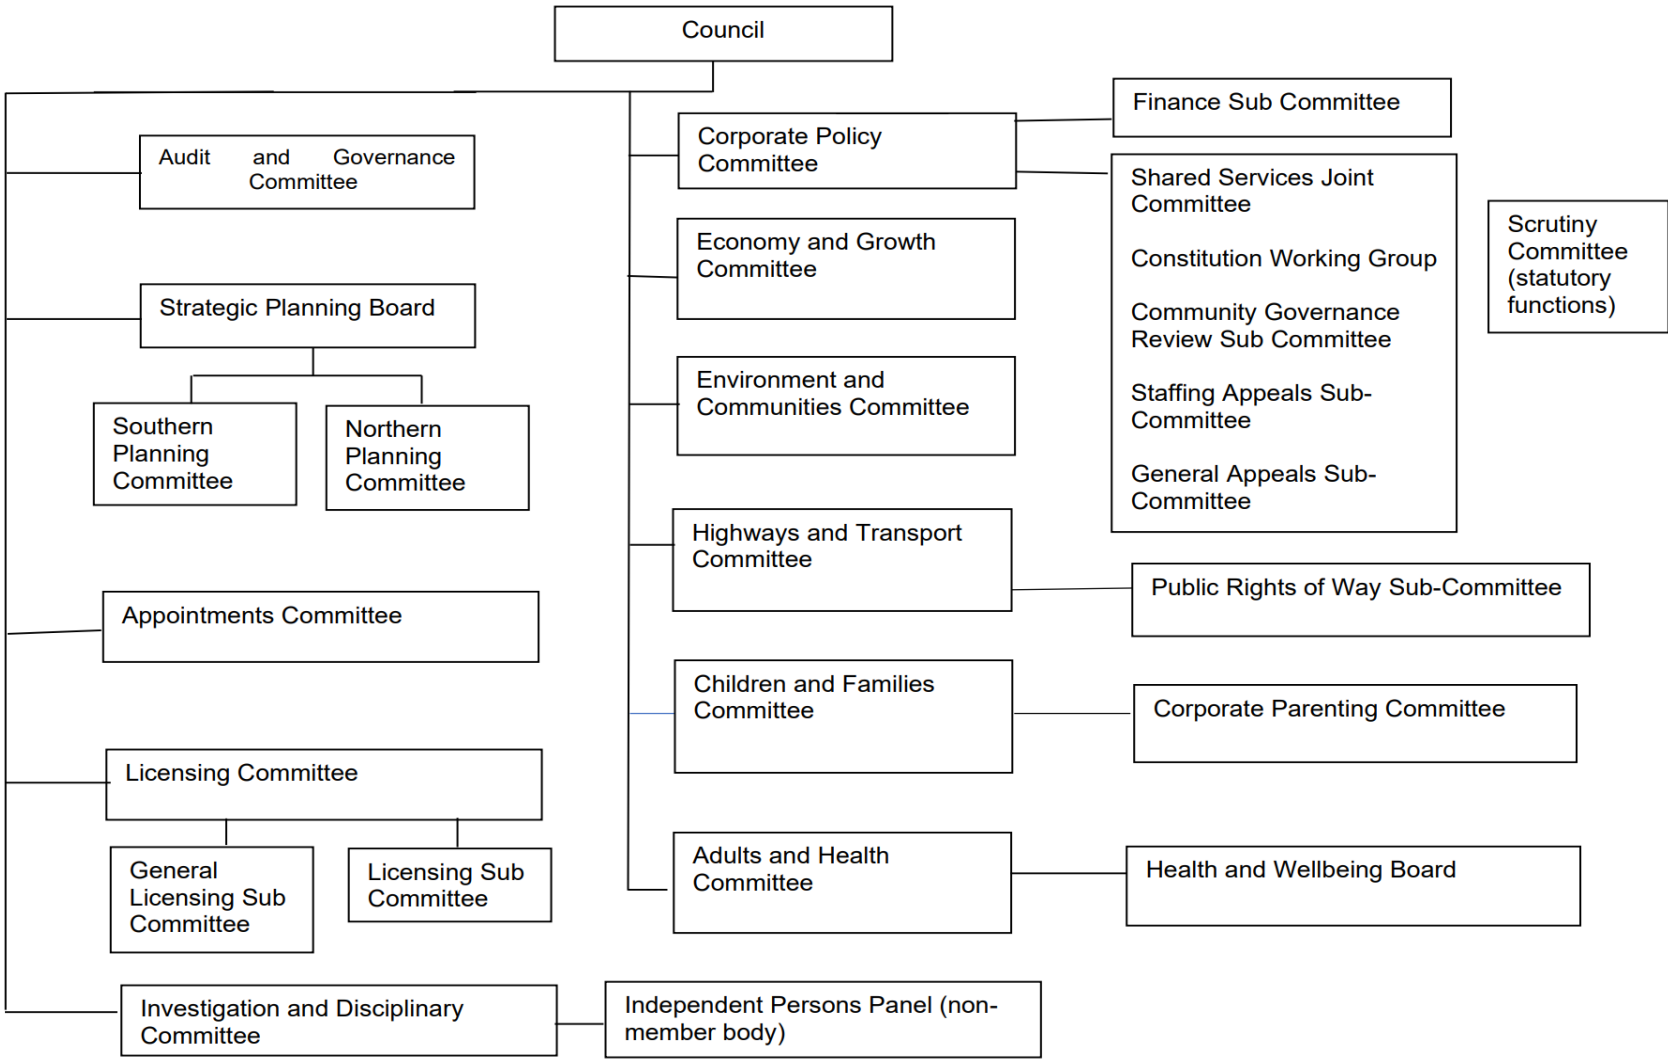 Council
Audit and Governance
Committee
Strategic Planning Board
Southern
Planning
Committee
Northern
Planning
Committee
Appointments Committee
Licensing Committee
General
Licensing Sub
Committee
Licensing Sub
Committee
Investigation and Disciplinary
Committee
Independent Persons Panel (non-
member body)
Corporate Policy
Committee
Economy and Growth
Committee
Environment and
Communities Committee
Highways and Transport
Committee
Children and Families
Committee
Adults and Health
Committee
Finance Sub Committee
Shared Services Joint
Committee
Constitution Working Group
Community Governance
Review Sub Committee
Staffing Appeals Sub-
Committee
General Appeals Sub-
Committee
Public Rights of Way Sub-Committee
Corporate Parenting Committee
Health and Wellbeing Board
Scrutiny
Committee
(statutory
functions)